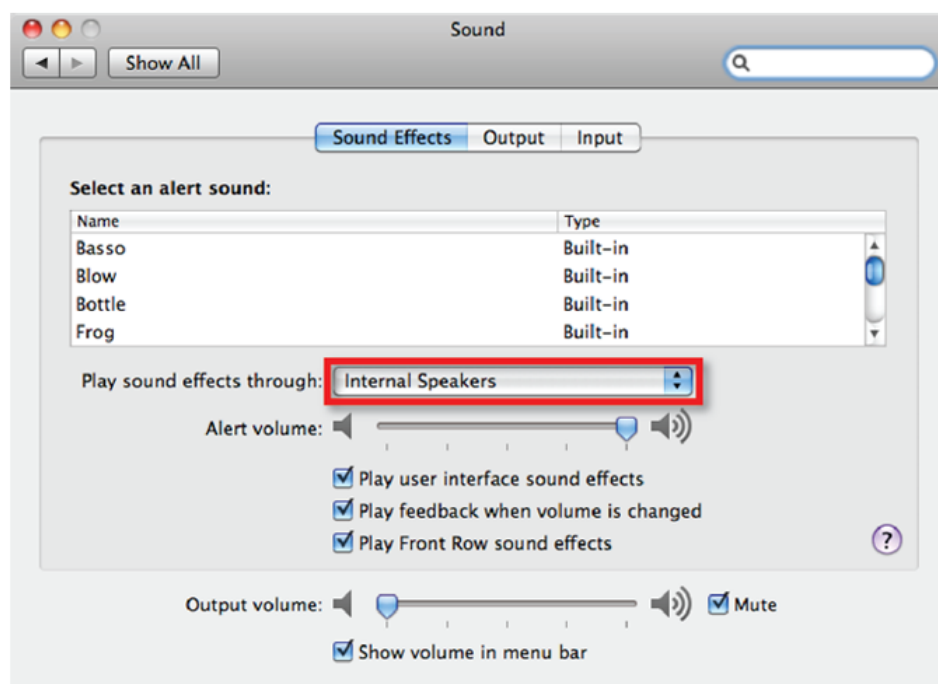 Sound
Show All
Sound Effects Output Input
Select an alert sound:
Name Type
Basso Built-in
Blow Built-in
Bottle Built-in
Frog Built-in
Play sound effects through: Internal Speakers
Alert volume:
Play user interface sound effects
Play feedback when volume is changed
Play Front Row sound effects
?
Output volume: Mute
Show volume in menu bar